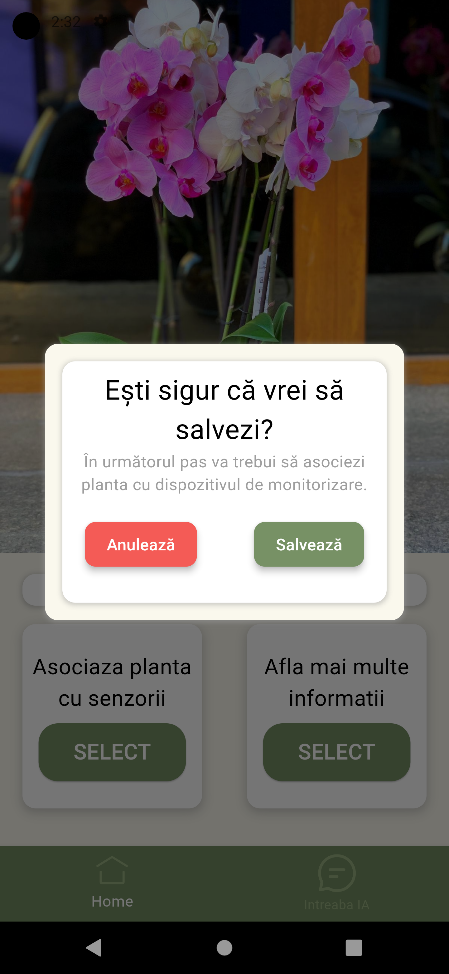 2:32
Ești sigur că vrei să
salvezi?
În următorul pas va trebui să asociezi
planta cu dispozitivul de monitorizare.
Anulează
Salvează
Asociaza planta
cu senzorii
SELECT
Afla mai multe
informatii
SELECT
Home
Intreaba IA